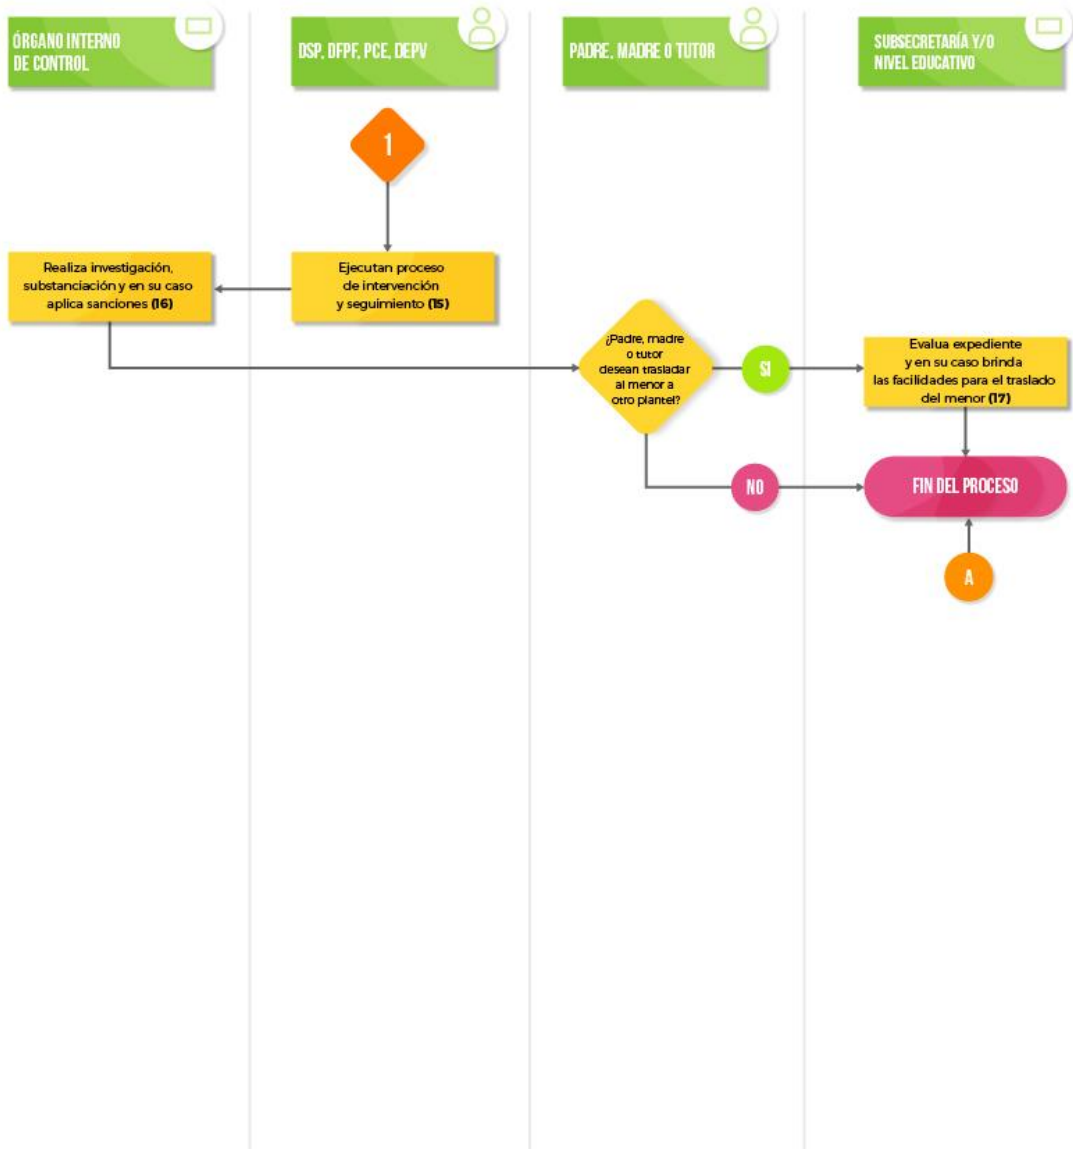 ÓRGANO INTERNO
DE CONTROL
DSP, DFPF, PCE, DEPV
PADRE, MADRE O TUTOR
SUBSECRETARÍA Y/O
NIVEL EDUCATIVO
1
Realiza investigación,
substanciación y en su caso
aplica sanciones (16)
Ejecutan proceso
de intervención
y seguimiento (15)
¿Padre, madre
o tutor
desean trasladar
al menor a
otro plantel?
SI
Evalua expediente
y en su caso brinda
las facilidades para el traslado
del menor (17)
NO
FIN DEL PROCESO
A